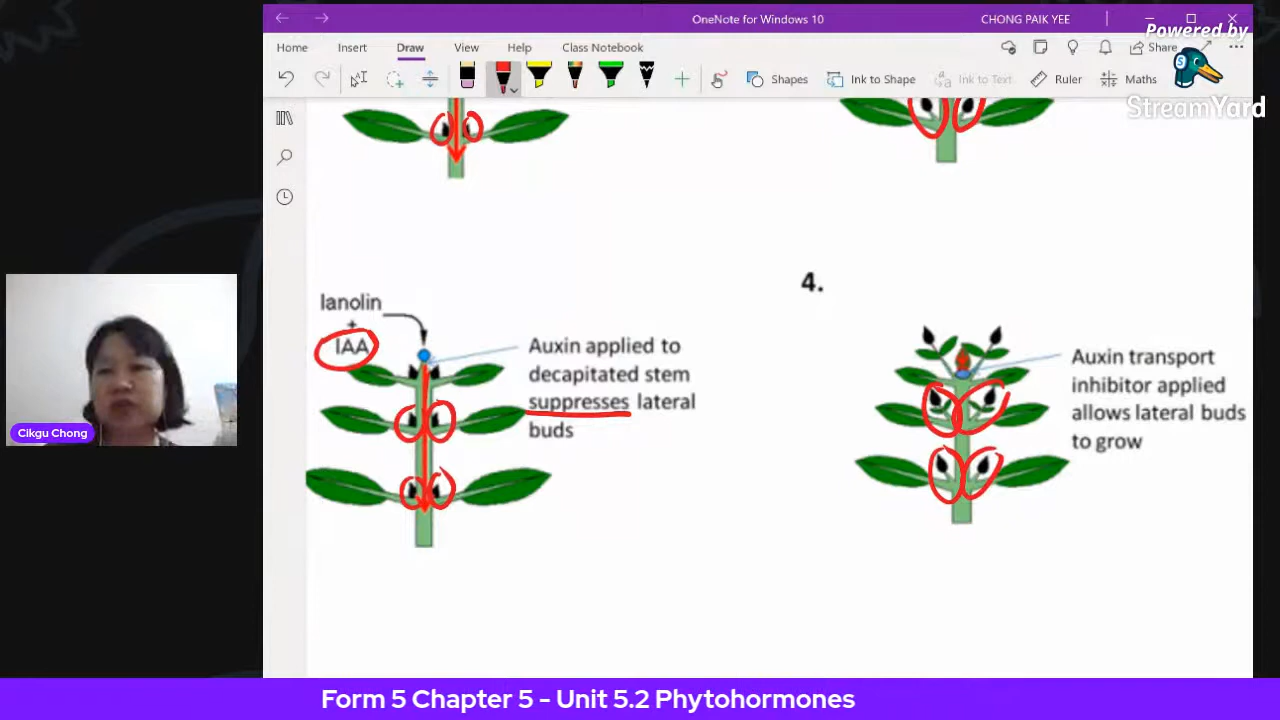 OneNote for Windows 10
CHONG PAIK YEE
Powered by
Home Insert Draw View Help Class Notebook
Share
Shapes Ink to Shape Ink to Text Ruler Maths
StreamYard
lanolin
+
IAA
Auxin applied to
decapitated stem
suppresses lateral
buds
4.
Auxin transport
inhibitor applied
allows lateral buds
to grow
Cikgu Chong
Form 5 Chapter 5 - Unit 5.2 Phytohormones